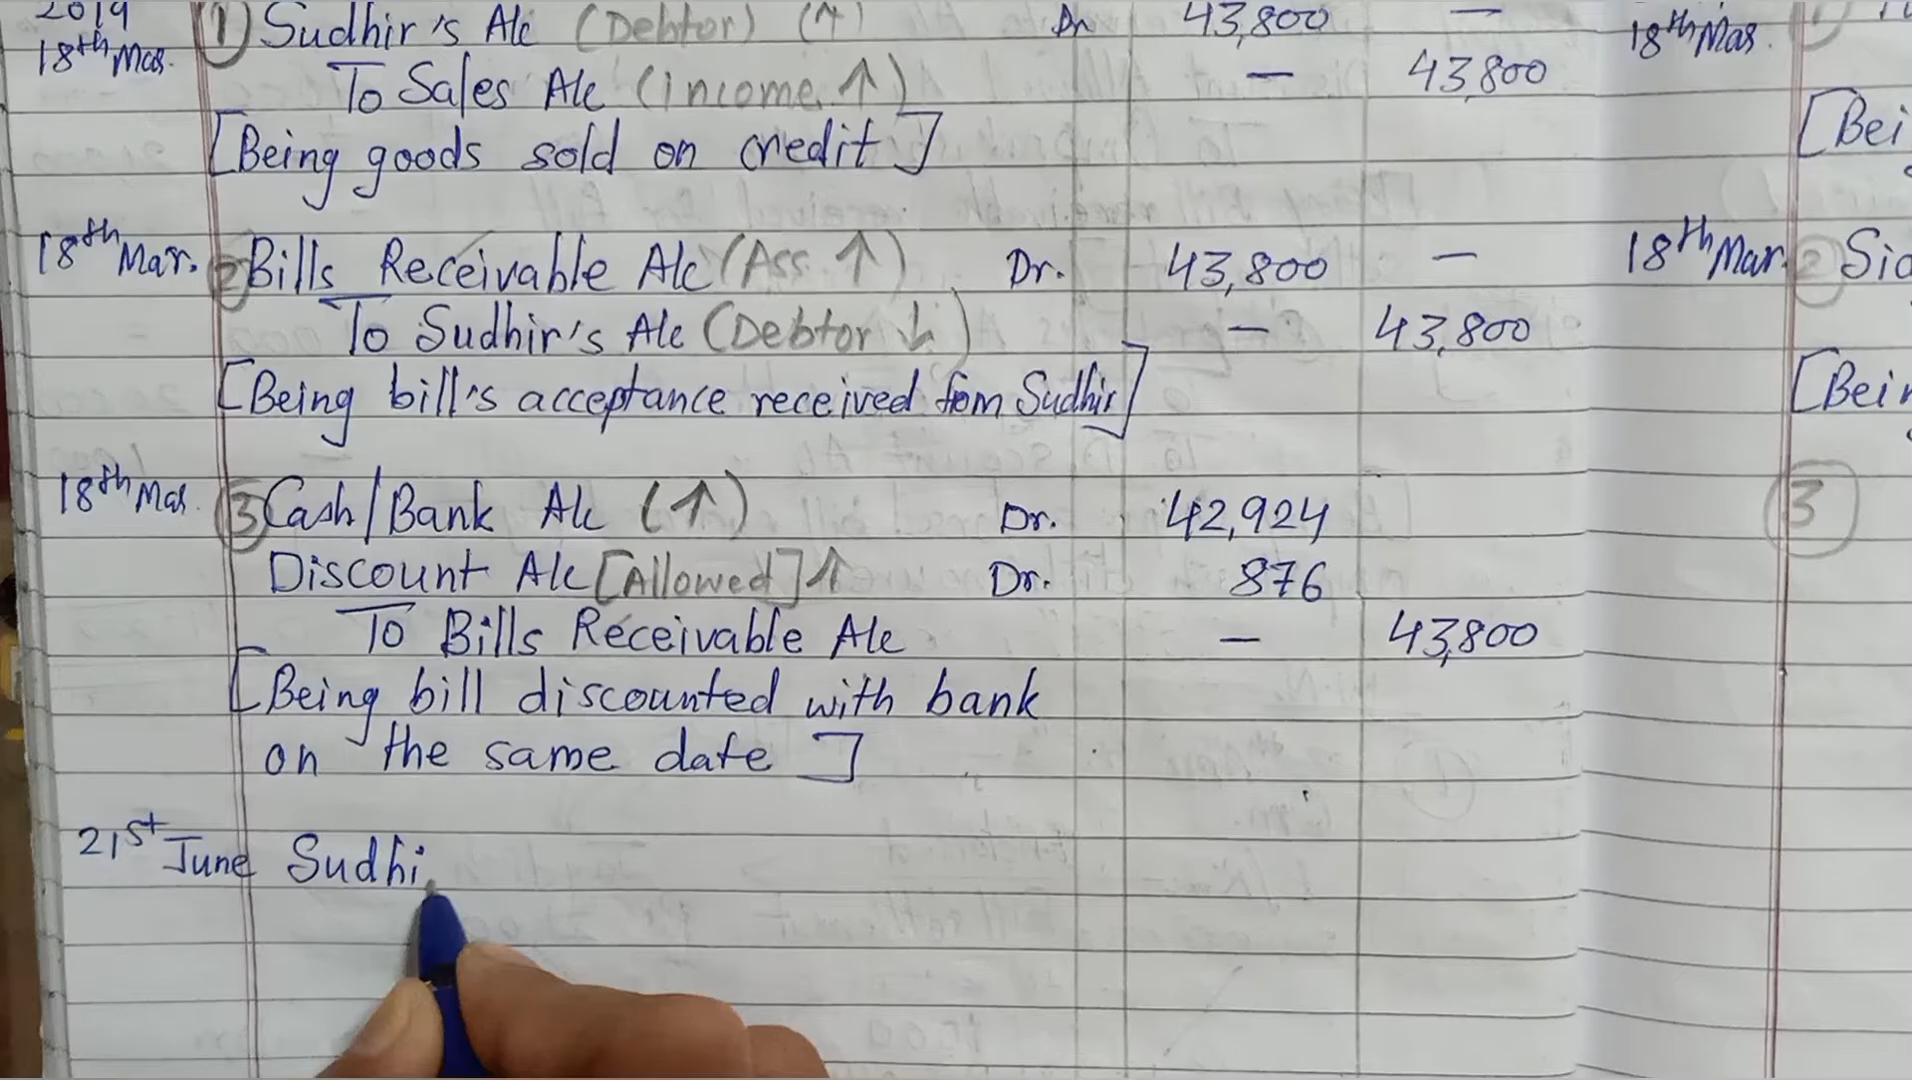 2019
18th Mar. (1) Sudhir's A/c (Debtor) (↑) Dr 43,800 —
To Sales A/c (income ↑) — 43,800
[Being goods sold on credit]
18th Mar. (2) Bills Receivable A/c (Ass. ↑) Dr. 43,800 —
To Sudhir's A/c (Debtor ↓) — 43,800
[Being bill's acceptance received from Sudhir]
18th Mar. (3) Cash/Bank A/c (↑) Dr. 42,924
Discount A/c [Allowed] ↑ Dr. 876
To Bills Receivable A/c — 43,800
[Being bill discounted with bank
on the same date]
21st June Sudhi
18th Mar.
[Bei
18th Mar. (2) Sid
[Bein
(3)